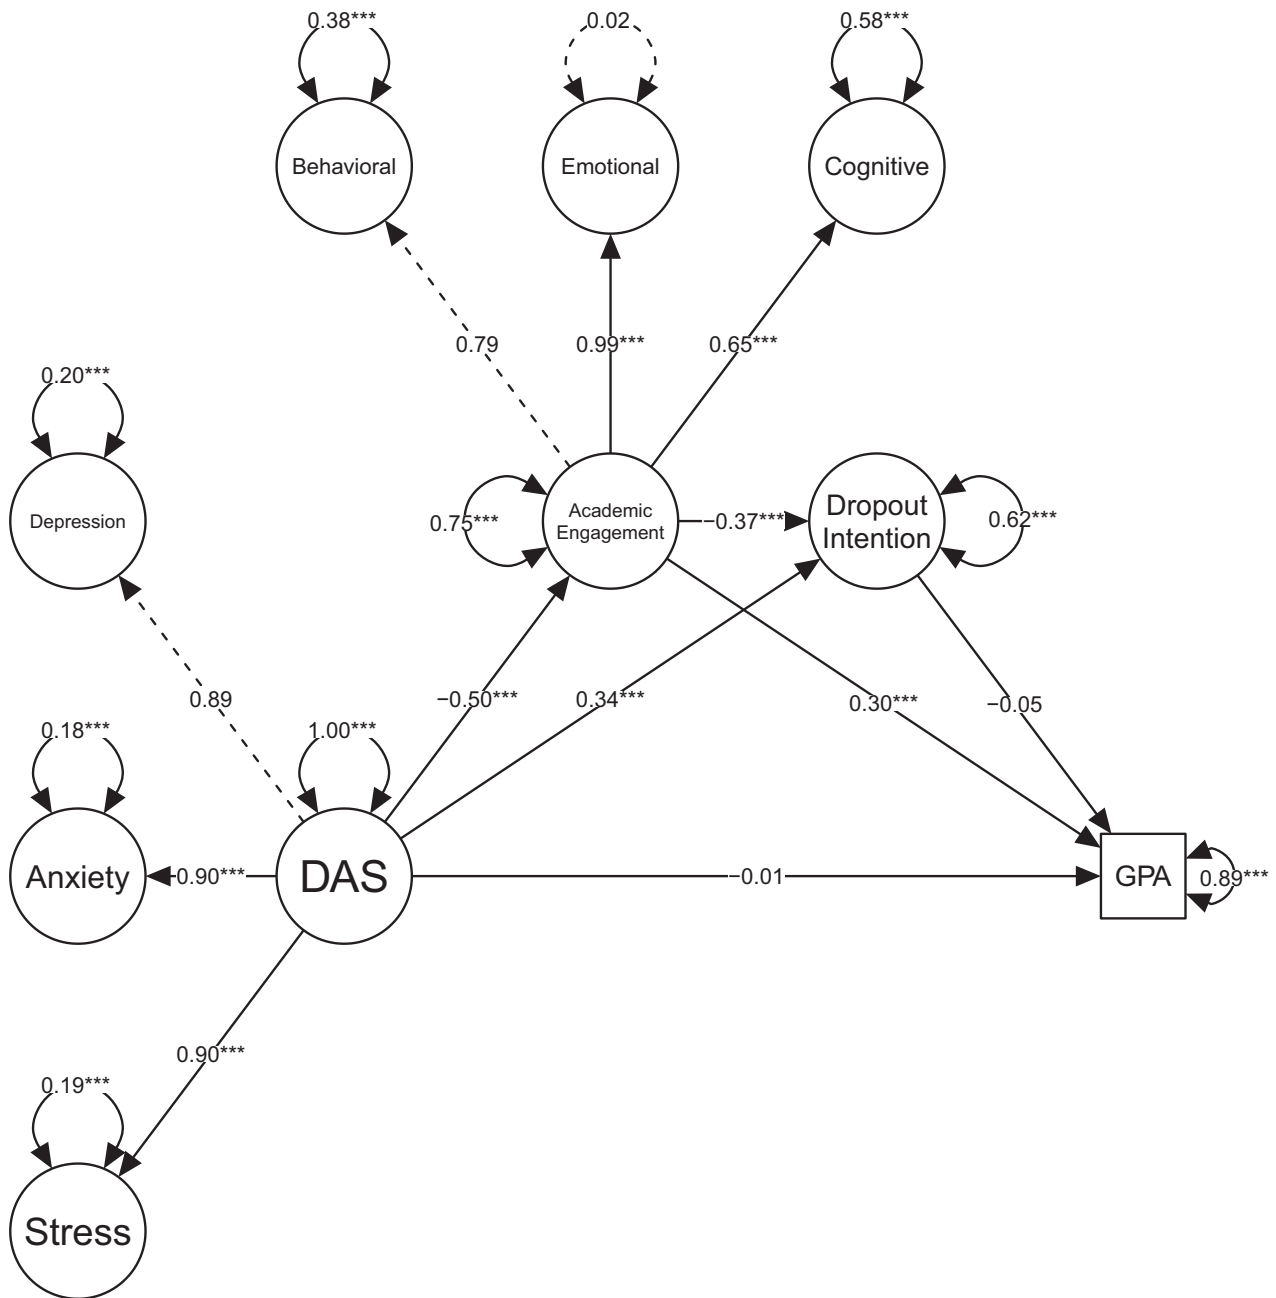 0.38***
0.02
0.58***
Behavioral
Emotional
Cognitive
0.79
0.99***
0.65***
0.20***
Depression
0.75***
Academic
Engagement
−0.37***
Dropout
Intention
0.62***
0.89
−0.50***
0.34***
0.30***
−0.05
0.18***
1.00***
Anxiety
0.90***
DAS
−0.01
GPA
0.89***
0.90***
0.19***
Stress